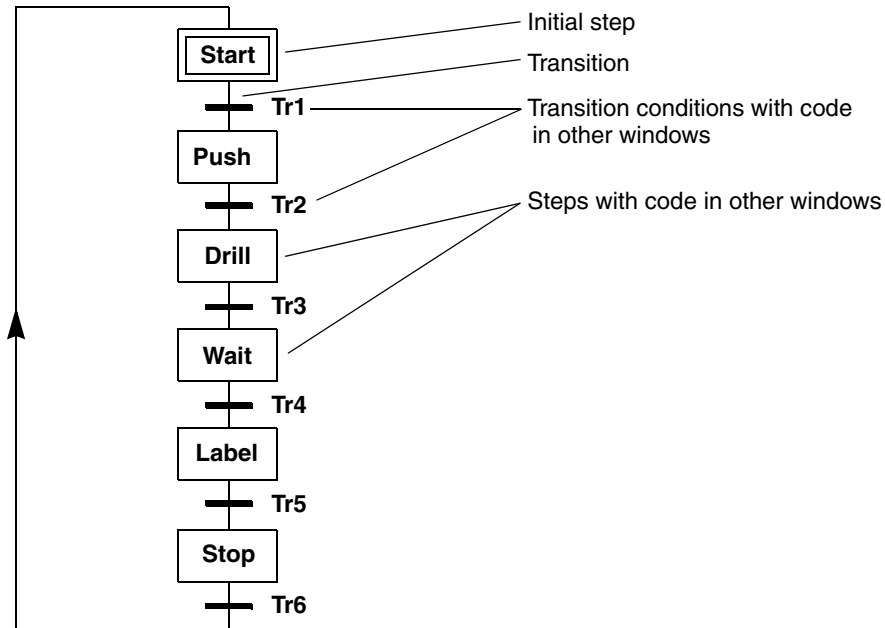 Initial step
Start
Transition
Tr1
Transition conditions with code
in other windows
Push
Tr2
Steps with code in other windows
Drill
Tr3
Wait
Tr4
Label
Tr5
Stop
Tr6